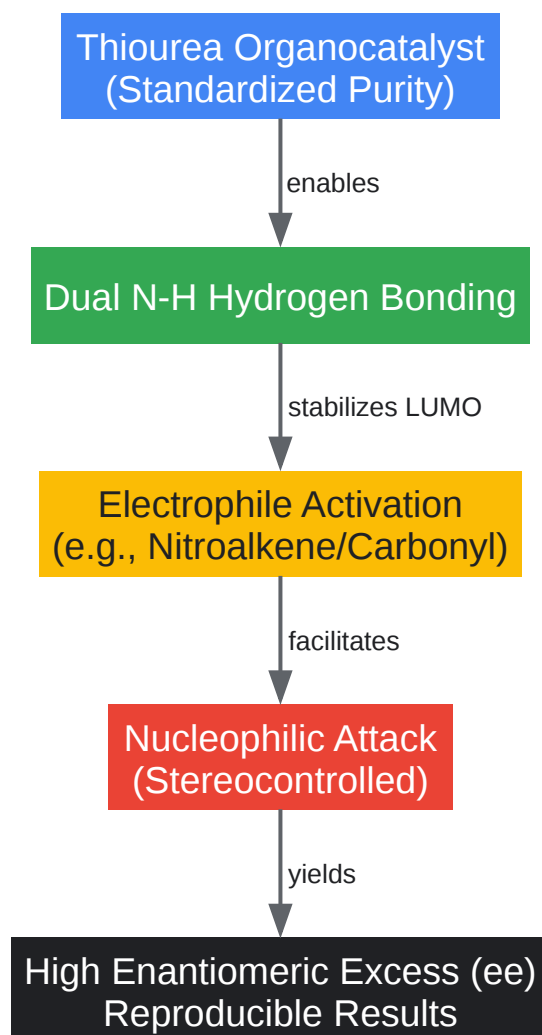 Thiourea Organocatalyst
(Standardized Purity)
enables
Dual N-H Hydrogen Bonding
stabilizes LUMO
Electrophile Activation
(e.g., Nitroalkene/Carbonyl)
facilitates
Nucleophilic Attack
(Stereocontrolled)
yields
High Enantiomeric Excess (ee)
Reproducible Results